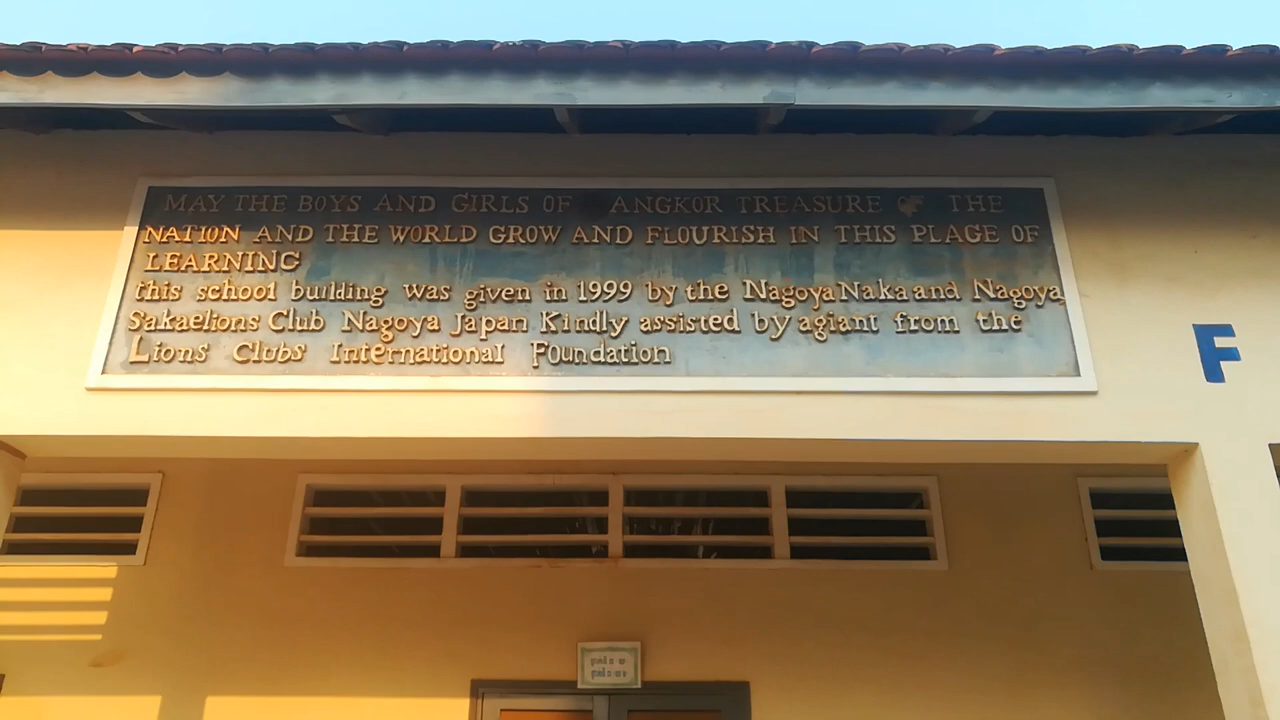 MAY THE BOYS AND GIRLS OF ANGKOR TREASURE OF THE
NATION AND THE WORLD GROW AND FLOURISH IN THIS PLAGE OF
LEARNING
this school building was given in 1999 by the Nagoya Naka and Nagoya
Sakaelions Club Nagoya Japan Kindly assisted by agiant from the
Lions Clubs International Foundation
F